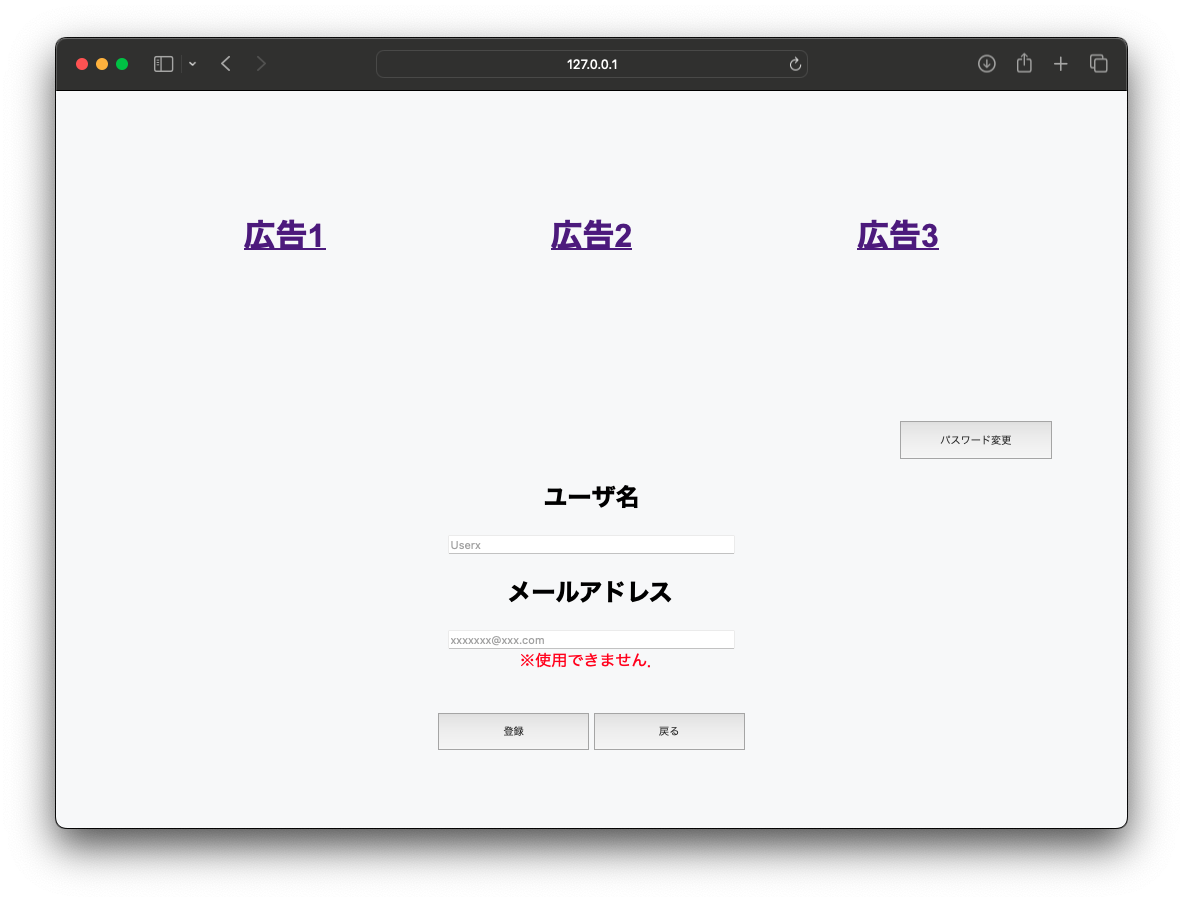 127.0.0.1
広告1 広告2 広告3
パスワード変更
ユーザ名
Userx
メールアドレス
xxxxxxx@xxx.com
※使用できません.
登録 戻る